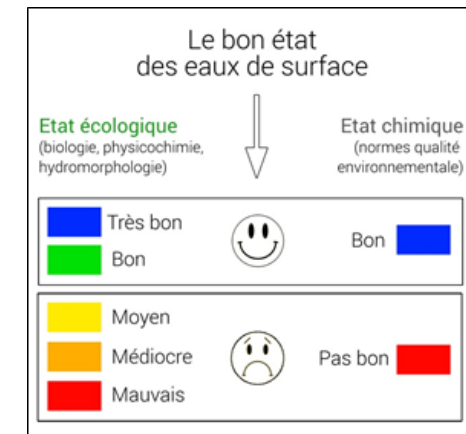 Le bon état
des eaux de surface
Etat écologique
(biologie, physicochimie,
hydromorphologie)
Etat chimique
(normes qualité
environnementale)
Très bon
Bon
Bon
Moyen
Médiocre
Mauvais
Pas bon